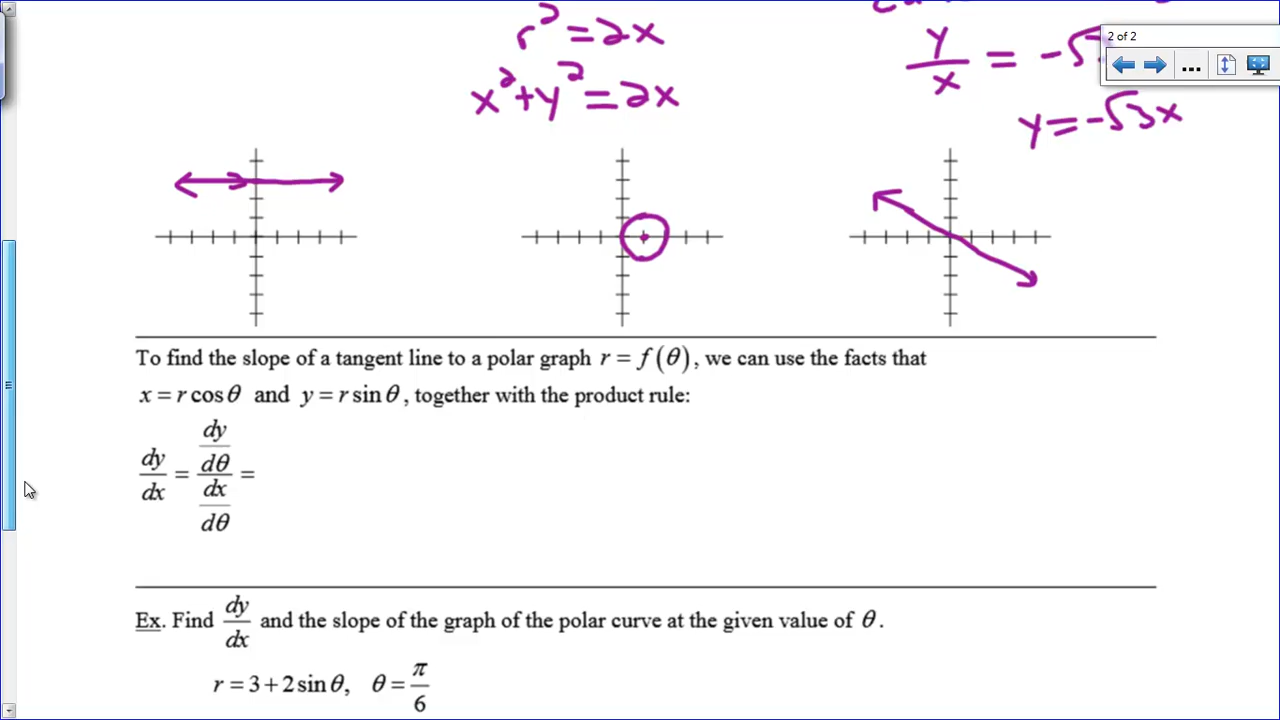 r² = 2x
x² + y² = 2x
y/x = -√
y = -√3x
2 of 2
...
To find the slope of a tangent line to a polar graph r = f(θ), we can use the facts that
x = r cos θ and y = r sin θ, together with the product rule:
dy/dx = (dy/dθ)/(dx/dθ) =
Ex. Find dy/dx and the slope of the graph of the polar curve at the given value of θ.
r = 3 + 2 sin θ, θ = π/6